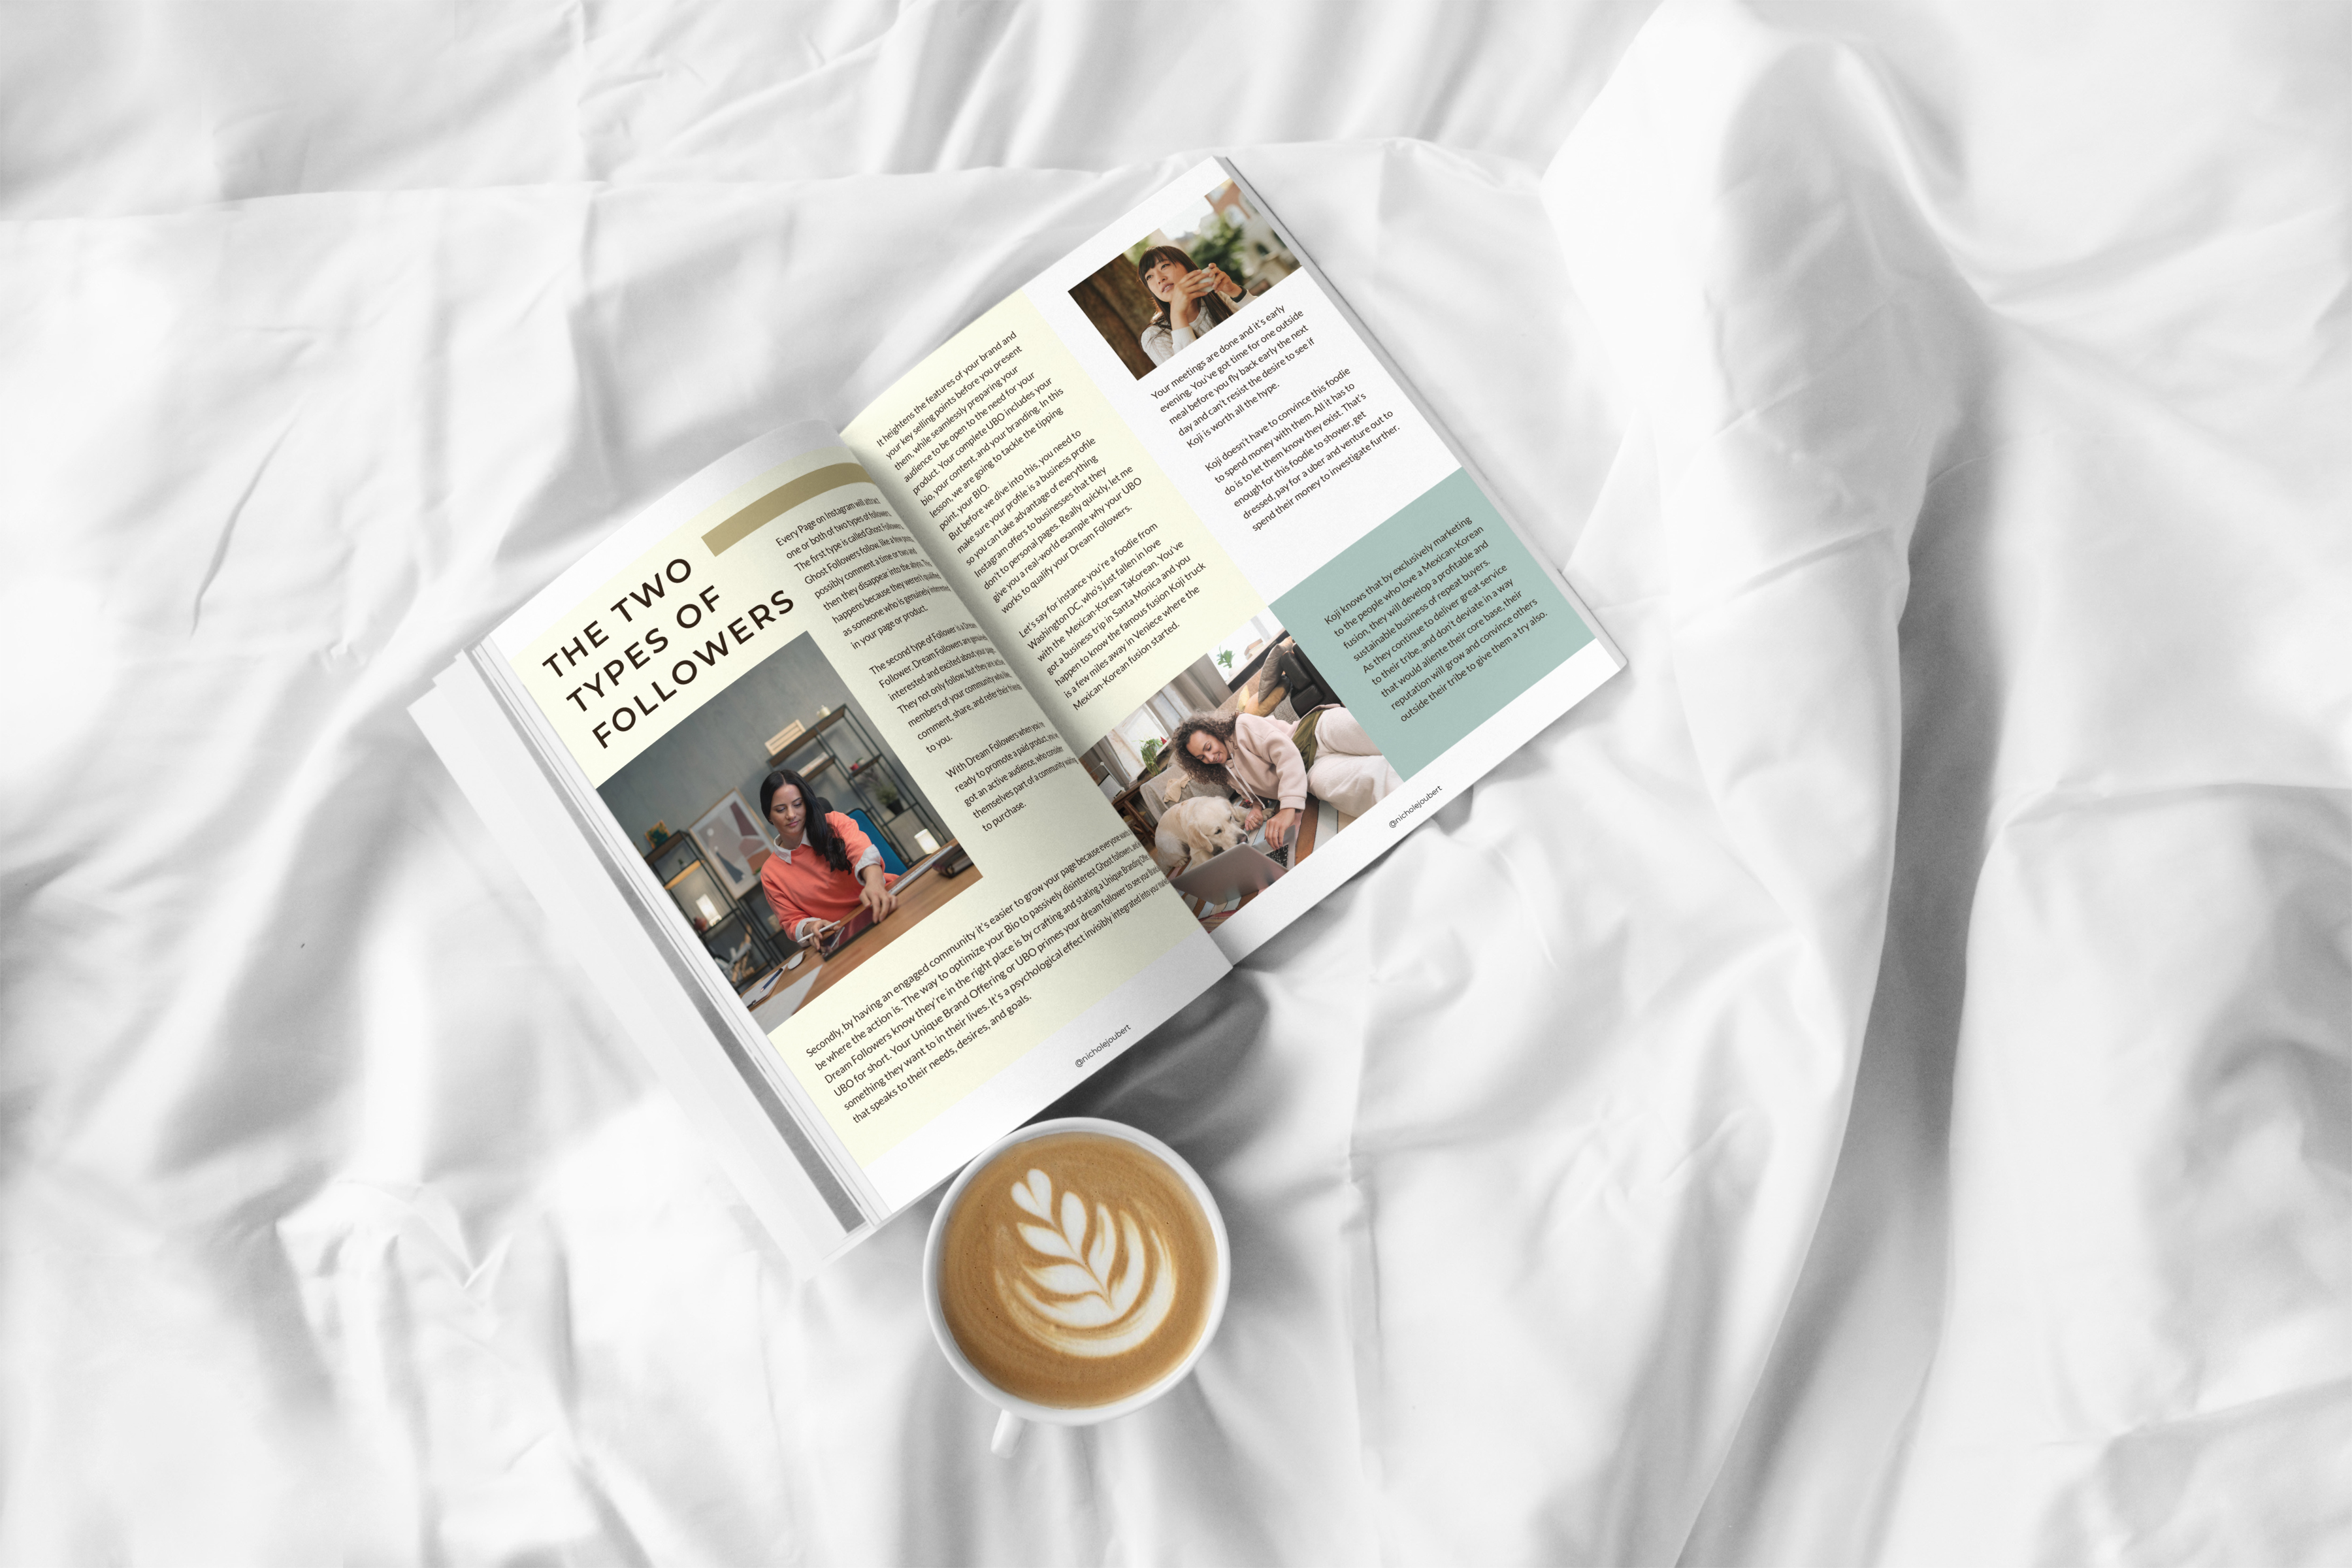 THE TWO
TYPES OF
FOLLOWERS
Every Page on Instagram will attract
one or both of two types of followers.
The first type is called Ghost Followers.
Ghost Followers follow, like a few posts,
possibly comment a time or two and
then they disappear into the abyss. This
happens because they weren't qualified
as someone who is genuinely interested
in your page or product.
The second type of Follower is a Dream
Follower. Dream Followers are genuinely
interested and excited about your page.
They not only follow, but they are active
members of your community who like,
comment, share, and refer their friends
to you.
With Dream Followers when you're
ready to promote a paid product, you've
got an active audience, who consider
themselves part of a community waiting
to purchase.
Secondly, by having an engaged community it's easier to grow your page because everyone wants to
be where the action is. The way to optimize your Bio to passively disinterest Ghost followers, and
Dream Followers know they're in the right place is by crafting and stating a Unique Branding
UBO for short. Your Unique Brand Offering or UBO primes your dream follower to see your
something they want to in their lives. It's a psychological effect invisibly integrated into your
that speaks to their needs, desires, and goals.
@nicholejoubert
It heightens the features of your brand and
your key selling points before you present
them, while seamlessly preparing your
audience to be open to the need for your
product. Your complete UBO includes your
bio, your content, and your branding. In this
lesson, we are going to tackle the tipping
point, your BIO.
But before we dive into this, you need to
make sure your profile is a business profile
so you can take advantage of everything
Instagram offers to businesses that they
don't to personal pages. Really quickly, let me
give you a real-world example why your UBO
works to qualify your Dream Followers.
Let's say for instance you're a foodie from
Washington DC, who's just fallen in love
with the Mexican-Korean TaKorean. You've
got a business trip in Santa Monica and you
happen to know the famous fusion Koji truck
is a few miles away in Veniece where the
Mexican-Korean fusion started.
Your meetings are done and it's early
evening. You've got time for one outside
meal before you fly back early the next
day and can't resist the desire to see if
Koji is worth all the hype.
Koji doesn't have to convince this foodie
to spend money with them. All it has to
do is to let them know they exist. That's
enough for this foodie to shower, get
dressed, pay for a uber and venture out to
spend their money to investigate further.
Koji knows that by exclusively marketing
to the people who love a Mexican-Korean
fusion, they will develop a profitable and
sustainable business of repeat buyers.
As they continue to deliver great service
to their tribe, and don't deviate in a way
that would aliente their core base, their
reputation will grow and convince others
outside their tribe to give them a try also.
@nicholejoubert